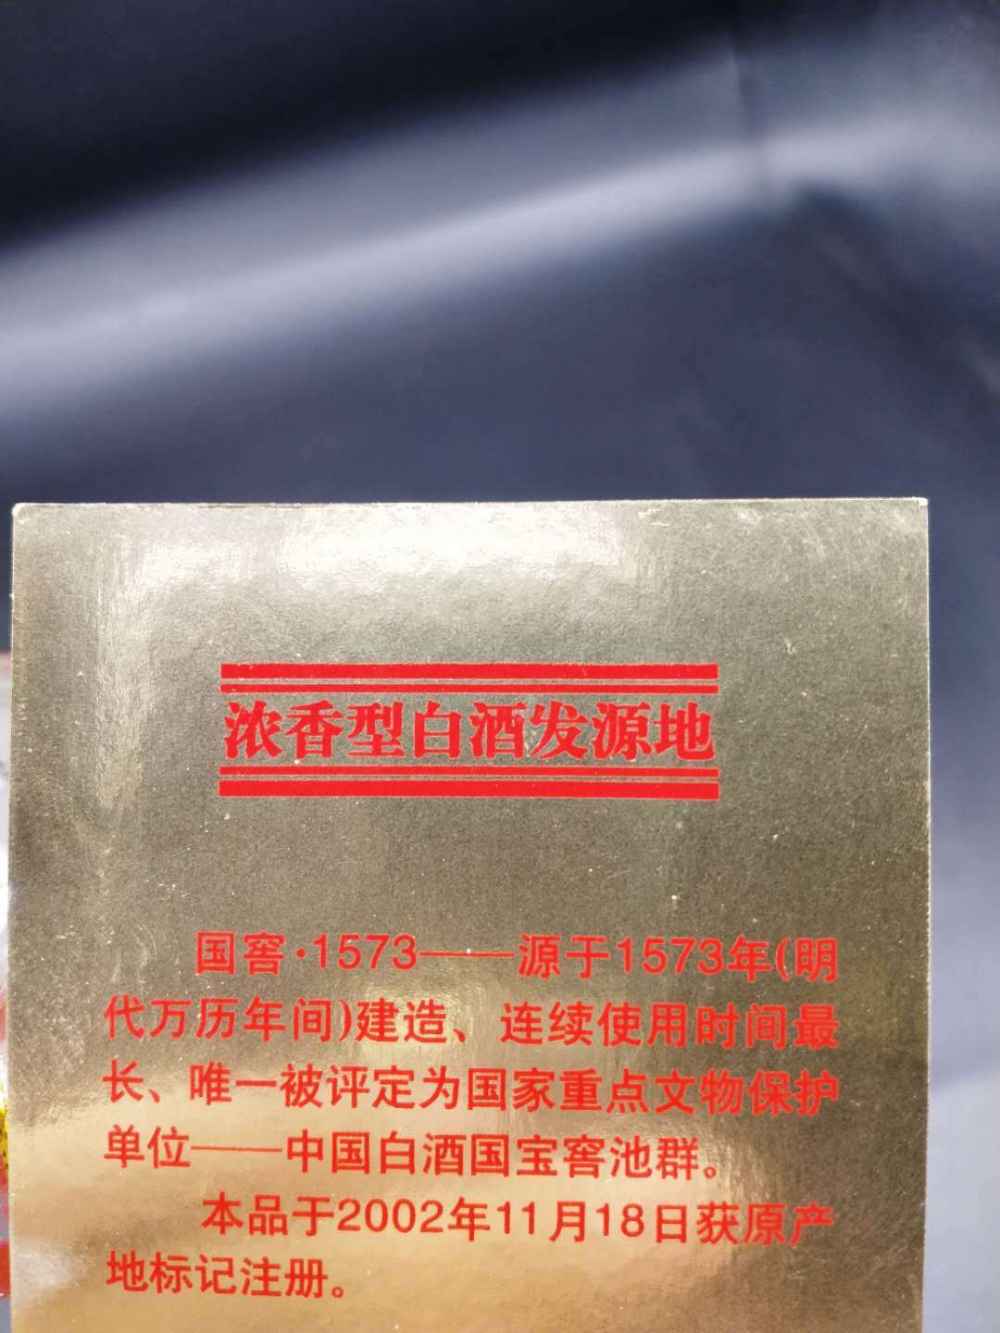 浓香型白酒发源地
国窖·1573——源于1573年(明
代万历年间)建造、连续使用时间最
长、唯一被评定为国家重点文物保护
单位——中国白酒国宝窖池群。
本品于2002年11月18日获原产
地标记注册。